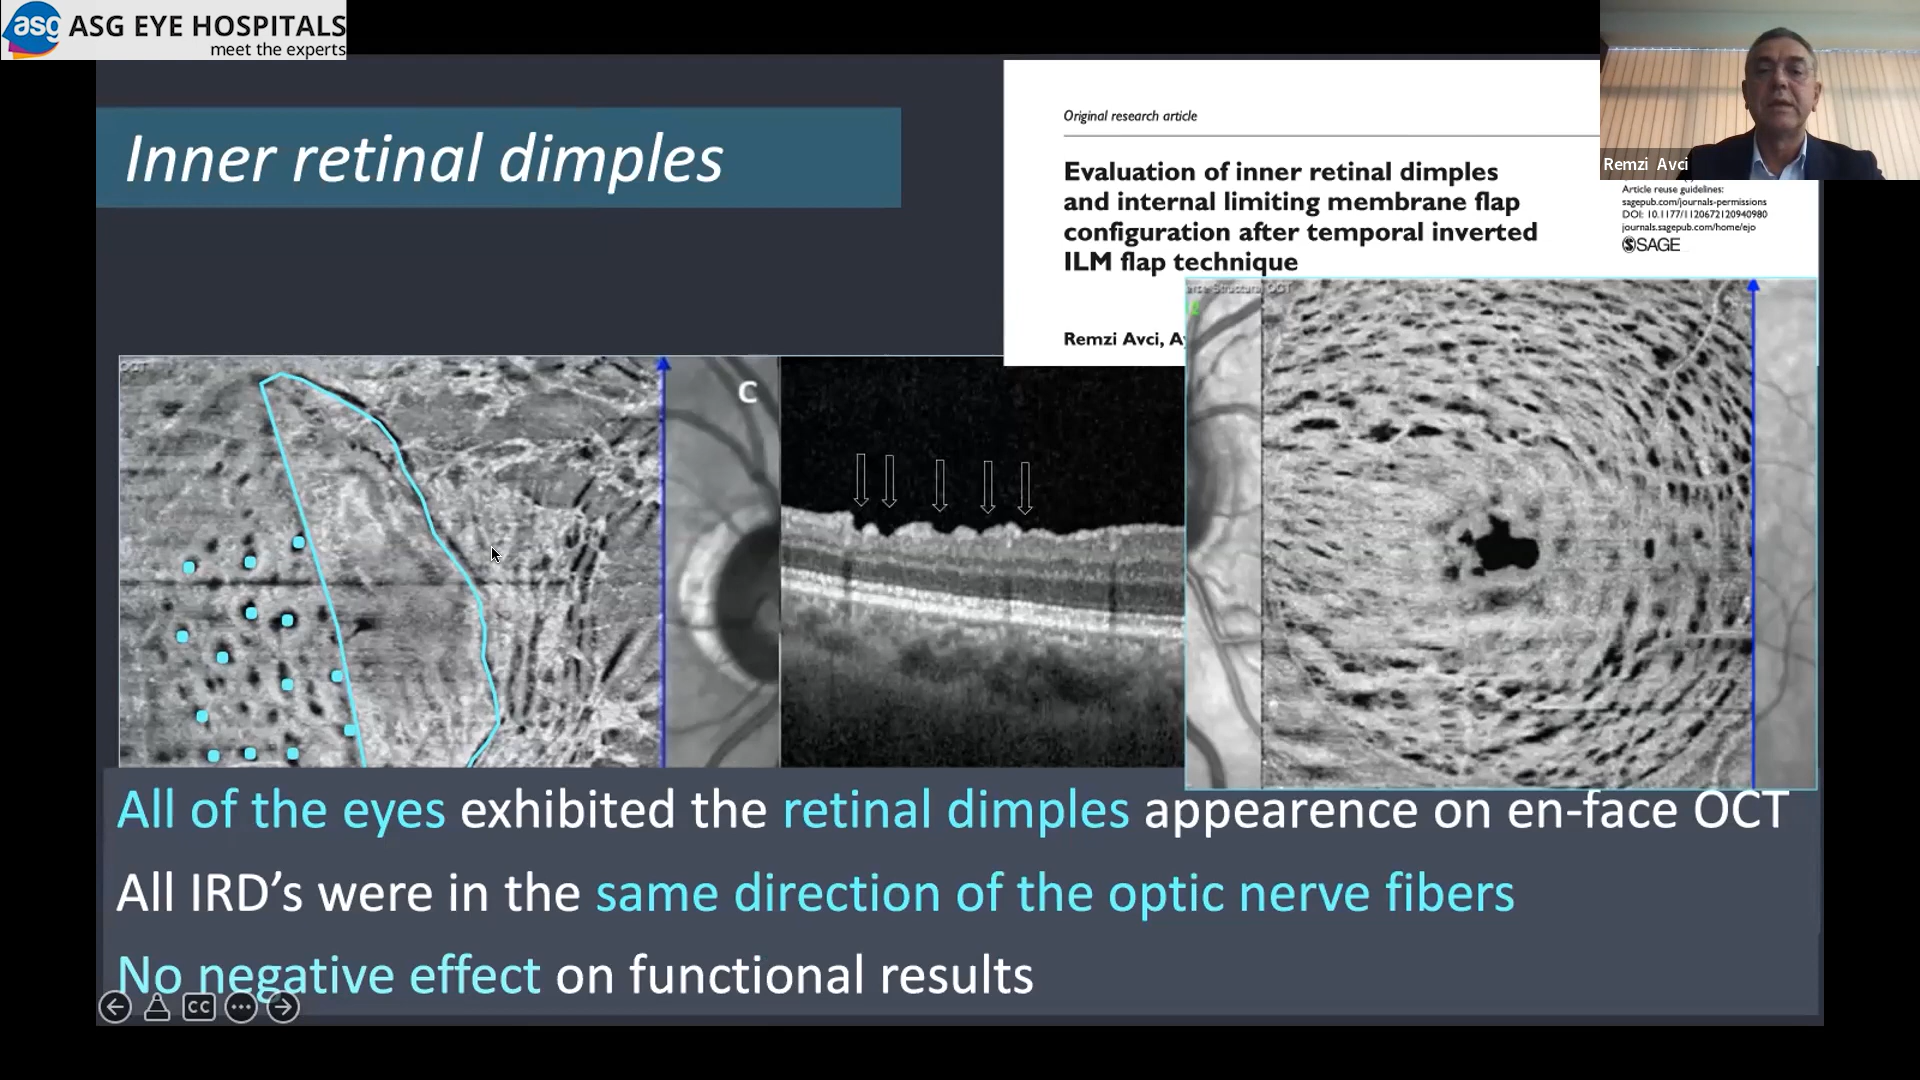 asg ASG EYE HOSPITALS
meet the experts
Inner retinal dimples
Original research article
Evaluation of inner retinal dimples
and internal limiting membrane flap
configuration after temporal inverted
ILM flap technique
Remzi Avci,
Remzi Avci
Article reuse guidelines:
sagepub.com/journals-permissions
DOI: 10.1177/1120672120940980
journals.sagepub.com/home/ejo
SAGE
Structural OCT
C
All of the eyes exhibited the retinal dimples appearence on en-face OCT
All IRD’s were in the same direction of the optic nerve fibers
No negative effect on functional results
CC